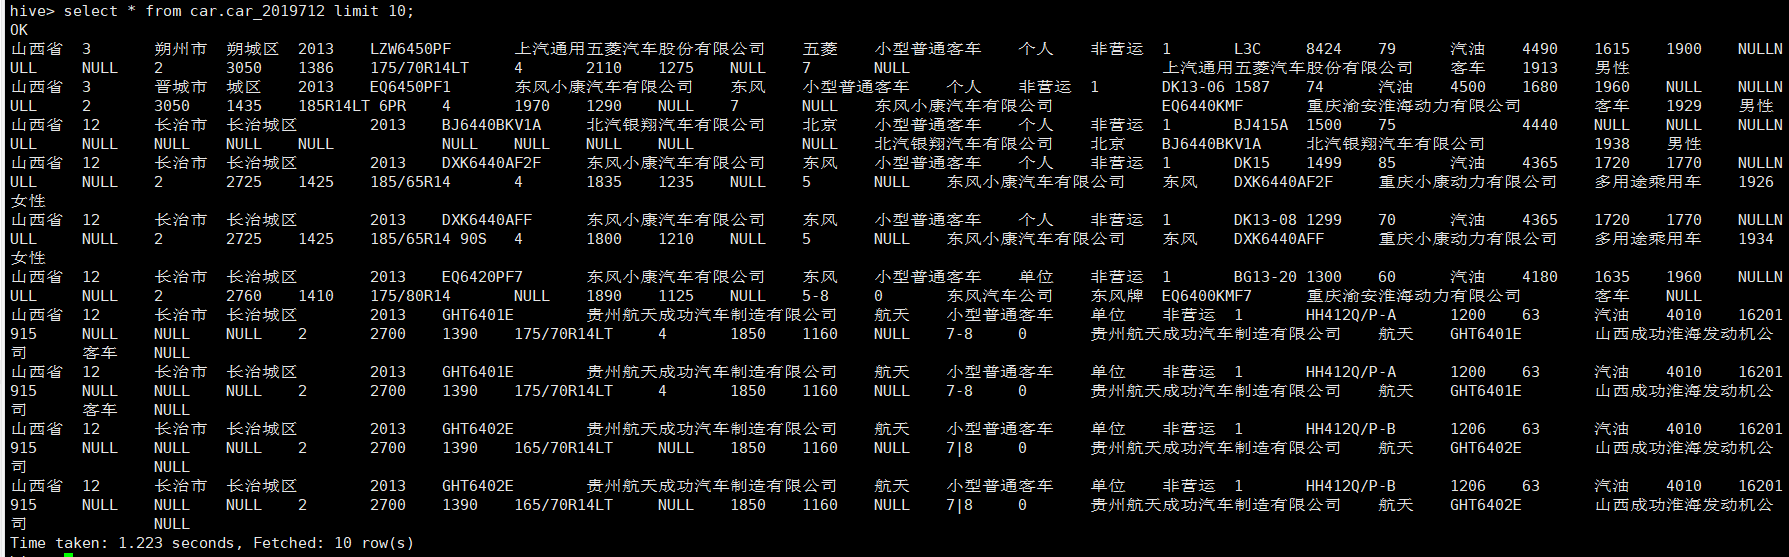 hive> select * from car.car_2019712 limit 10;
OK
山西省 3 朔州市 朔城区 2013 LZW6450PF 上汽通用五菱汽车股份有限公司 五菱 小型普通客车 个人 非营运 1 L3C 8424 79 汽油 4490 1615 1900 NULLN
ULL NULL 2 3050 1386 175/70R14LT 4 2110 1275 NULL 7 NULL 上汽通用五菱汽车股份有限公司 客车 1913 男性
山西省 3 晋城市 城区 2013 EQ6450PF1 东风小康汽车有限公司 东风 小型普通客车 个人 非营运 1 DK13-06 1587 74 汽油 4500 1680 1960 NULL NULLN
ULL 2 3050 1435 185R14LT 6PR 4 1970 1290 NULL 7 NULL 东风小康汽车有限公司 EQ6440KMF 重庆渝安淮海动力有限公司 客车 1929 男性
山西省 12 长治市 长治城区 2013 BJ6440BKV1A 北汽银翔汽车有限公司 北京 小型普通客车 个人 非营运 1 BJ415A 1500 75 4440 NULL NULL NULLN
ULL NULL NULL NULL NULL NULL NULL NULL NULL NULL 北汽银翔汽车有限公司 北京 BJ6440BKV1A 北汽银翔汽车有限公司 1938 男性
山西省 12 长治市 长治城区 2013 DXK6440AF2F 东风小康汽车有限公司 东风 小型普通客车 个人 非营运 1 DK15 1499 85 汽油 4365 1720 1770 NULLN
ULL NULL 2 2725 1425 185/65R14 4 1835 1235 NULL 5 NULL 东风小康汽车有限公司 东风 DXK6440AF2F 重庆小康动力有限公司 多用途乘用车 1926
女性
山西省 12 长治市 长治城区 2013 DXK6440AFF 东风小康汽车有限公司 东风 小型普通客车 个人 非营运 1 DK13-08 1299 70 汽油 4365 1720 1770 NULLN
ULL NULL 2 2725 1425 185/65R14 90S 4 1800 1210 NULL 5 NULL 东风小康汽车有限公司 东风 DXK6440AFF 重庆小康动力有限公司 多用途乘用车 1934
女性
山西省 12 长治市 长治城区 2013 EQ6420PF7 东风小康汽车有限公司 东风 小型普通客车 单位 非营运 1 BG13-20 1300 60 汽油 4180 1635 1960 NULLN
ULL NULL 2 2760 1410 175/80R14 NULL 1890 1125 NULL 5-8 0 东风汽车公司 东风牌 EQ6400KMF7 重庆渝安淮海动力有限公司 客车 NULL
山西省 12 长治市 长治城区 2013 GHT6401E 贵州航天成功汽车制造有限公司 航天 小型普通客车 单位 非营运 1 HH412Q/P-A 1200 63 汽油 4010 16201
915 NULL NULL NULL 2 2700 1390 175/70R14LT 4 1850 1160 NULL 7-8 0 贵州航天成功汽车制造有限公司 航天 GHT6401E 山西成功淮海发动机公
司 客车 NULL
山西省 12 长治市 长治城区 2013 GHT6401E 贵州航天成功汽车制造有限公司 航天 小型普通客车 单位 非营运 1 HH412Q/P-A 1200 63 汽油 4010 16201
915 NULL NULL NULL 2 2700 1390 175/70R14LT 4 1850 1160 NULL 7-8 0 贵州航天成功汽车制造有限公司 航天 GHT6401E 山西成功淮海发动机公
司 客车 NULL
山西省 12 长治市 长治城区 2013 GHT6402E 贵州航天成功汽车制造有限公司 航天 小型普通客车 单位 非营运 1 HH412Q/P-B 1206 63 汽油 4010 16201
915 NULL NULL NULL 2 2700 1390 165/70R14LT NULL 1850 1160 NULL 7|8 0 贵州航天成功汽车制造有限公司 航天 GHT6402E 山西成功淮海发动机公
司 NULL
山西省 12 长治市 长治城区 2013 GHT6402E 贵州航天成功汽车制造有限公司 航天 小型普通客车 单位 非营运 1 HH412Q/P-B 1206 63 汽油 4010 16201
915 NULL NULL NULL 2 2700 1390 165/70R14LT NULL 1850 1160 NULL 7|8 0 贵州航天成功汽车制造有限公司 航天 GHT6402E 山西成功淮海发动机公
司 NULL
Time taken: 1.223 seconds, Fetched: 10 row(s)